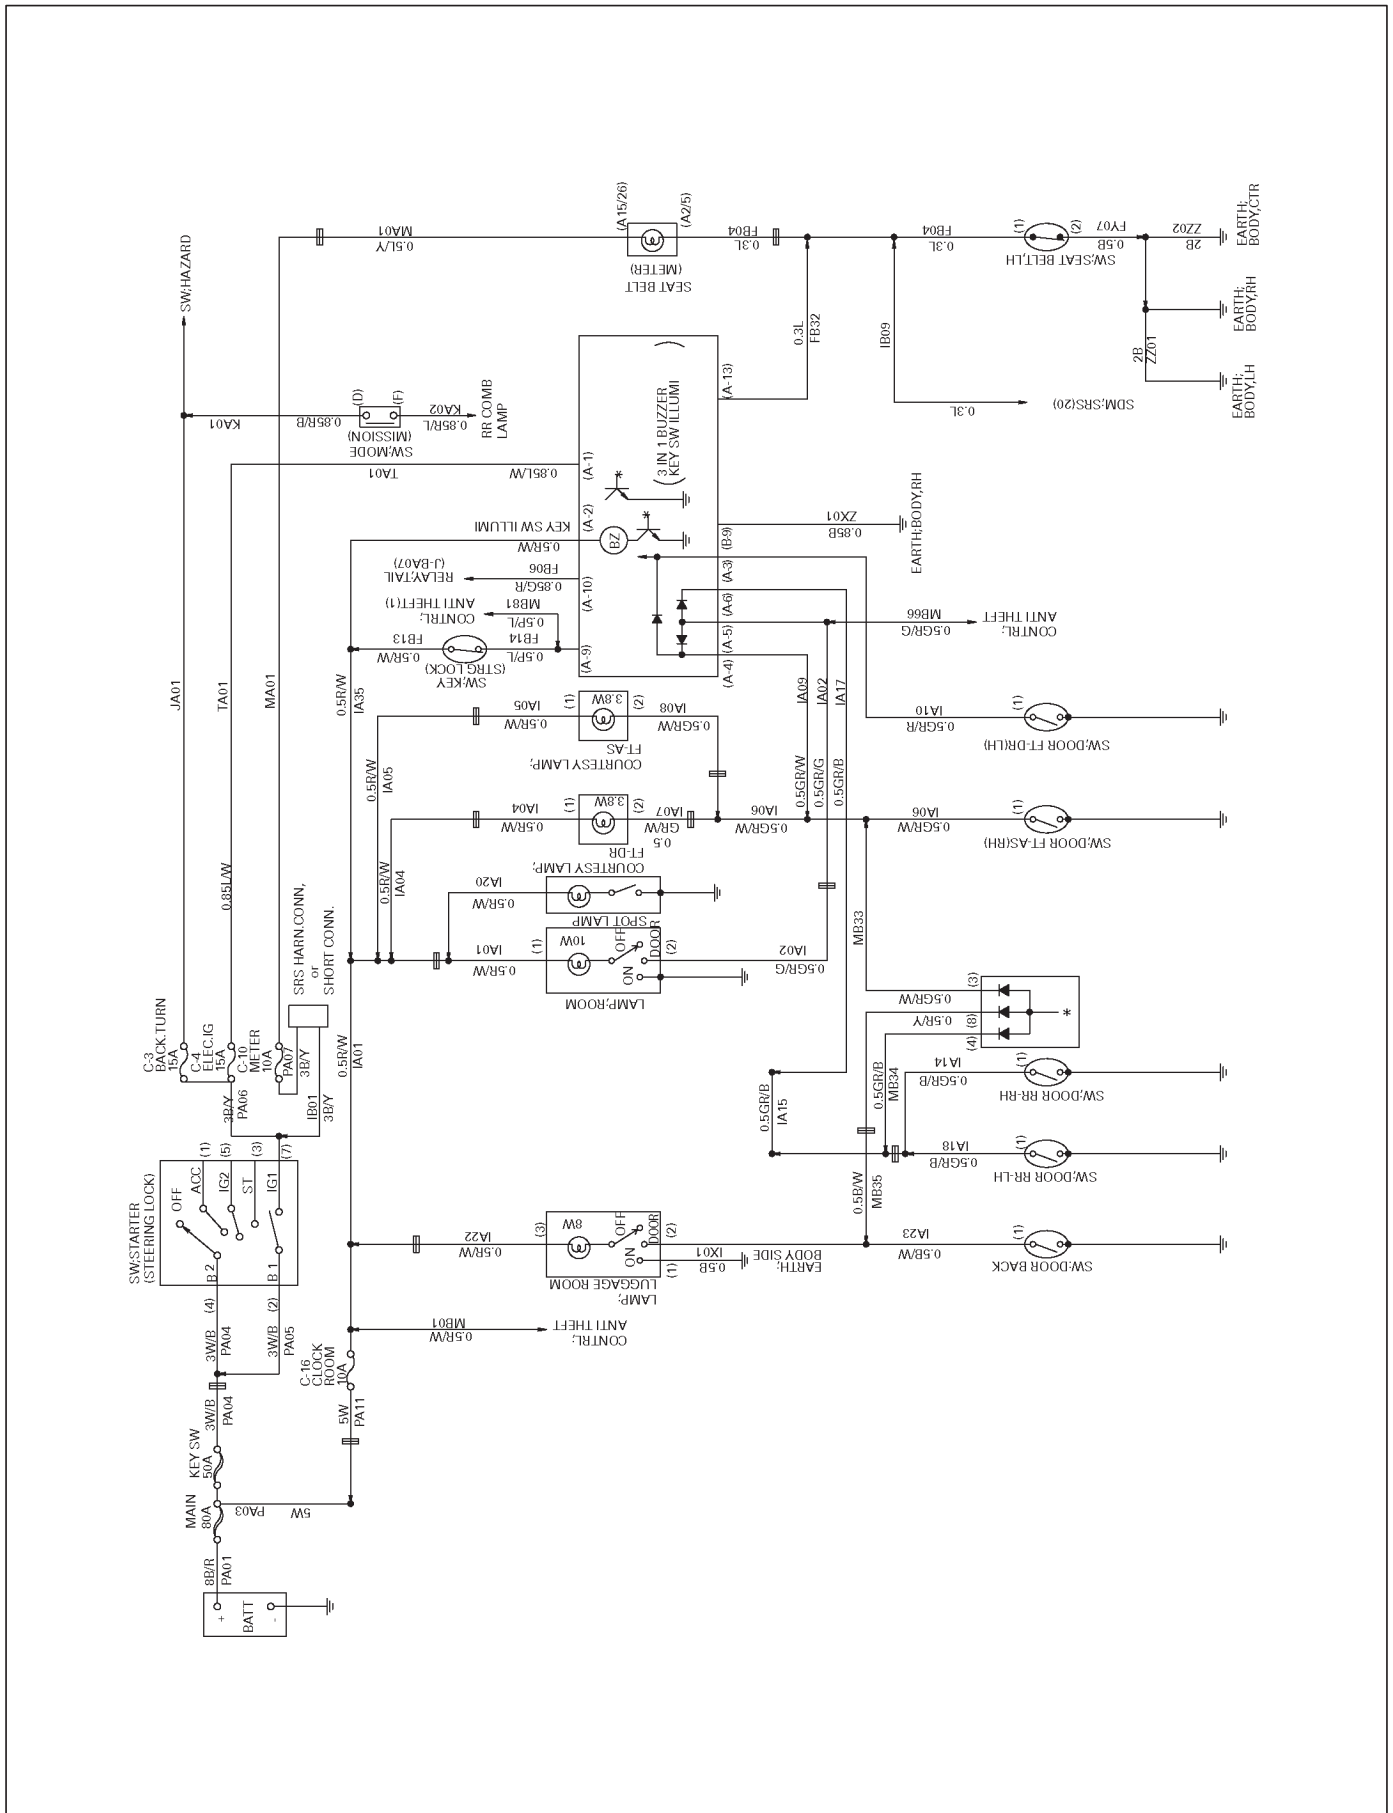 SW;HAZARD
KA01
0.85R/B
(D)
(F)
SW;MODE
(MISSION)
KA02
0.85R/L
RR COMB
LAMP
MA01
0.5L/Y
(A15/26)
(A2/5)
SEAT BELT
(METER)
FB04
0.3L
FB04
0.3L
(1)
(2)
SW;SEAT BELT,LH
FY07
0.5B
ZZ02
2B
EARTH;
BODY,CTR
EARTH;
BODY,RH
2B
ZZ01
EARTH;
BODY,LH
0.3L
FB32
IB09
0.3L
SDM;SRS(20)
(A-13)
TA01
0.85L/W
(A-1)
3 IN 1 BUZZER
KEY SW ILLUMI
*
(A-2)
KEY SW ILLUMI
0.5R/W
BZ
*
RELAY;TAIL
(J-BA07)
FB06
0.85G/R
(A-10)
CONTRL;
ANTI THEFT(1)
MB81
0.5P/L
FB13
0.5R/W
SW;KEY
(STRG LOCK)
FB14
0.5P/L
(A-9)
(B-9)
ZX01
0.85B
EARTH;BODY,RH
(A-3)
(A-6)
(A-5)
(A-4)
MB66
0.5GR/G
CONTRL;
ANTI THEFT
JA01
TA01
MA01
0.5R/W
IA35
0.5R/W
IA05
IA05
0.5R/W
(1)
3.8W
(2)
COURTESY LAMP;
FT-AS
IA08
0.5GR/W
IA09
0.5GR/W
IA02
0.5GR/G
IA17
0.5GR/B
IA10
0.5GR/R
(1)
SW;DOOR FT-DR(LH)
0.5R/W
IA04
IA04
0.5R/W
(1)
3.8W
(2)
COURTESY LAMP;
FT-DR
IA07
GR/W
0.5
IA06
0.5GR/W
IA06
0.5GR/W
(1)
SW;DOOR FT-AS(RH)
0.85L/W
IA20
0.5R/W
SPOT LAMP
IA01
0.5R/W
(1)
10W
OFF
DOOR
ON
(2)
LAMP;ROOM
IA02
0.5GR/G
MB33
SRS HARN.CONN,
or
SHORT CONN.
C-3
BACK.TURN
15A
C-4
ELEC.IG
15A
C-10
METER
10A
PA07
3B/Y
IB01
3B/Y
3B/Y
PA06
0.5R/W
IA01
0.5GR/W
(3)
0.5R/Y
(8)
(4)
*
0.5GR/B
MB34
IA14
0.5GR/B
(1)
SW;DOOR RR-RH
0.5GR/B
IA15
IA18
0.5GR/B
(1)
SW;DOOR RR-LH
0.5B/W
MB35
SW;STARTER
(STEERING LOCK)
OFF
ACC
IG2
ST
IG1
(1)
(5)
(3)
(7)
B 2
B 1
(4)
(2)
3W/B
PA04
3W/B
PA05
IA22
0.5R/W
(3)
8W
OFF
DOOR
ON
(2)
(1)
LAMP;
LUGGAGE ROOM
IX01
0.5B
EARTH;
BODY SIDE
IA23
0.5B/W
(1)
SW;DOOR BACK
MB01
0.5R/W
CONTRL;
ANTI THEFT
C-16
CLOCK
ROOM
10A
5W
PA11
3W/B
PA04
KEY SW
50A
MAIN
80A
PA03
5W
8B/R
PA01
+
BATT
-